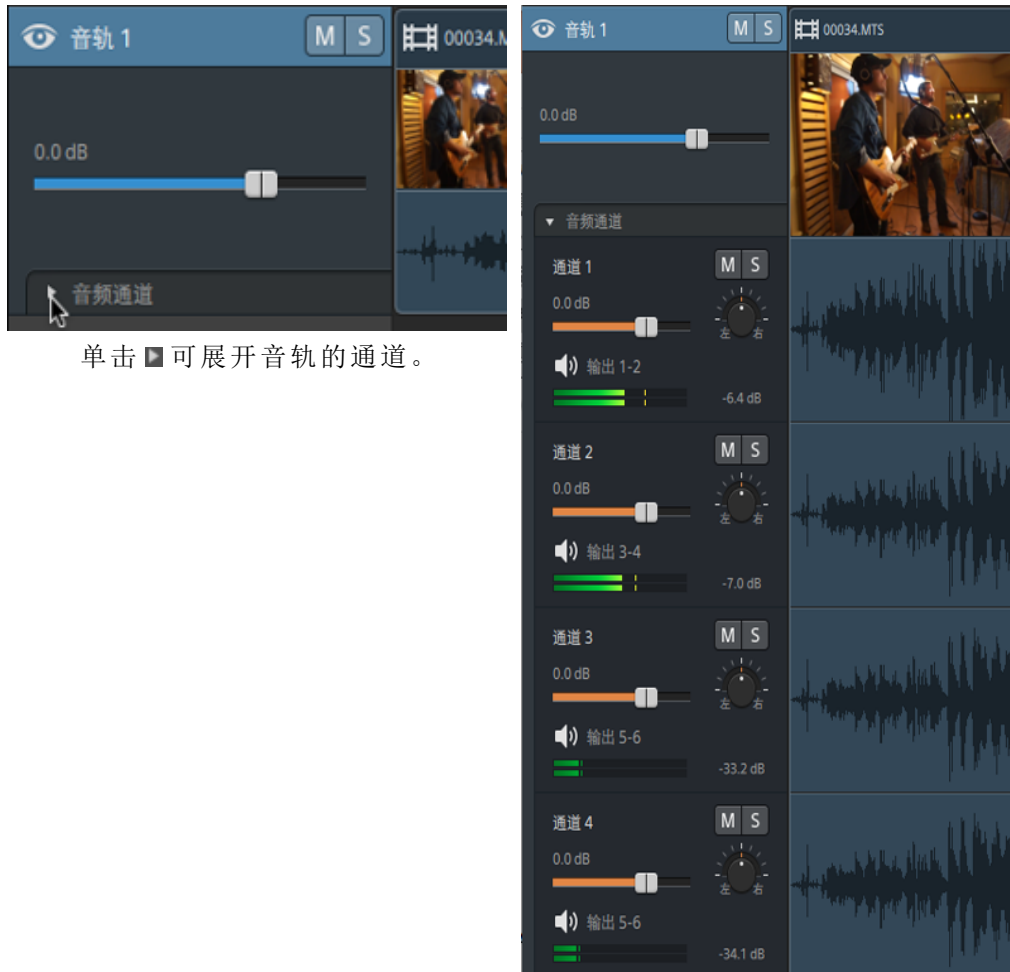 音轨 1 M S 00034.M
0.0 dB
音频通道
单击 可展开音轨的通道。
音轨 1 M S 00034.MTS
0.0 dB
音频通道
通道 1 M S
0.0 dB
左 右
输出 1-2
-6.4 dB
通道 2 M S
0.0 dB
左 右
输出 3-4
-7.0 dB
通道 3 M S
0.0 dB
左 右
输出 5-6
-33.2 dB
通道 4 M S
0.0 dB
左 右
输出 5-6
-34.1 dB